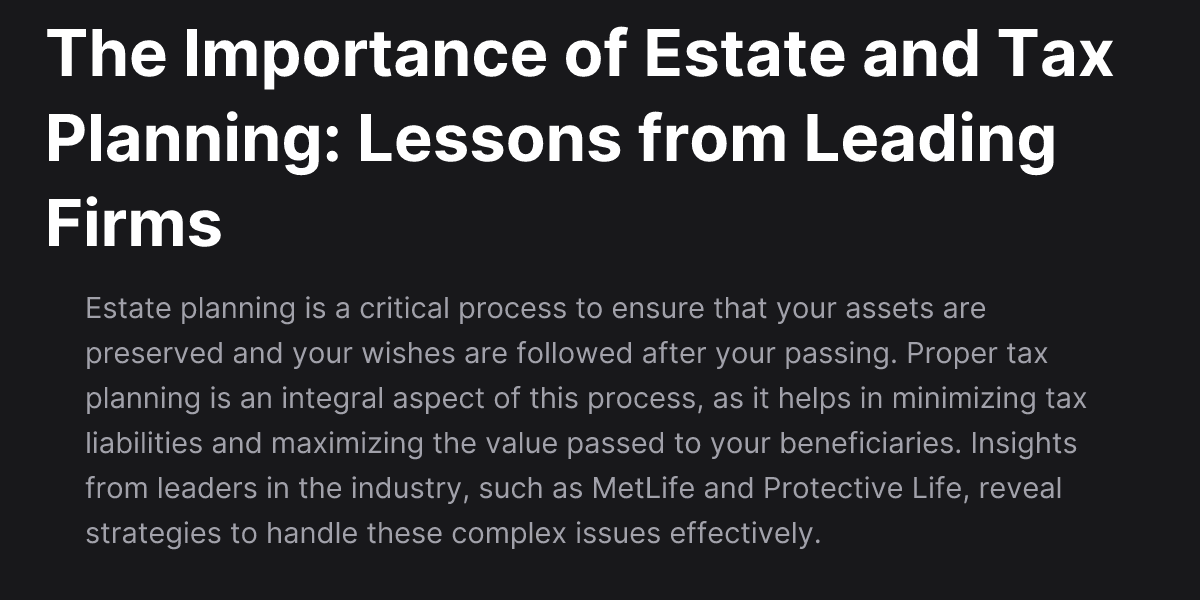 The Importance of Estate and Tax
Planning: Lessons from Leading
Firms
Estate planning is a critical process to ensure that your assets are
preserved and your wishes are followed after your passing. Proper tax
planning is an integral aspect of this process, as it helps in minimizing tax
liabilities and maximizing the value passed to your beneficiaries. Insights
from leaders in the industry, such as MetLife and Protective Life, reveal
strategies to handle these complex issues effectively.